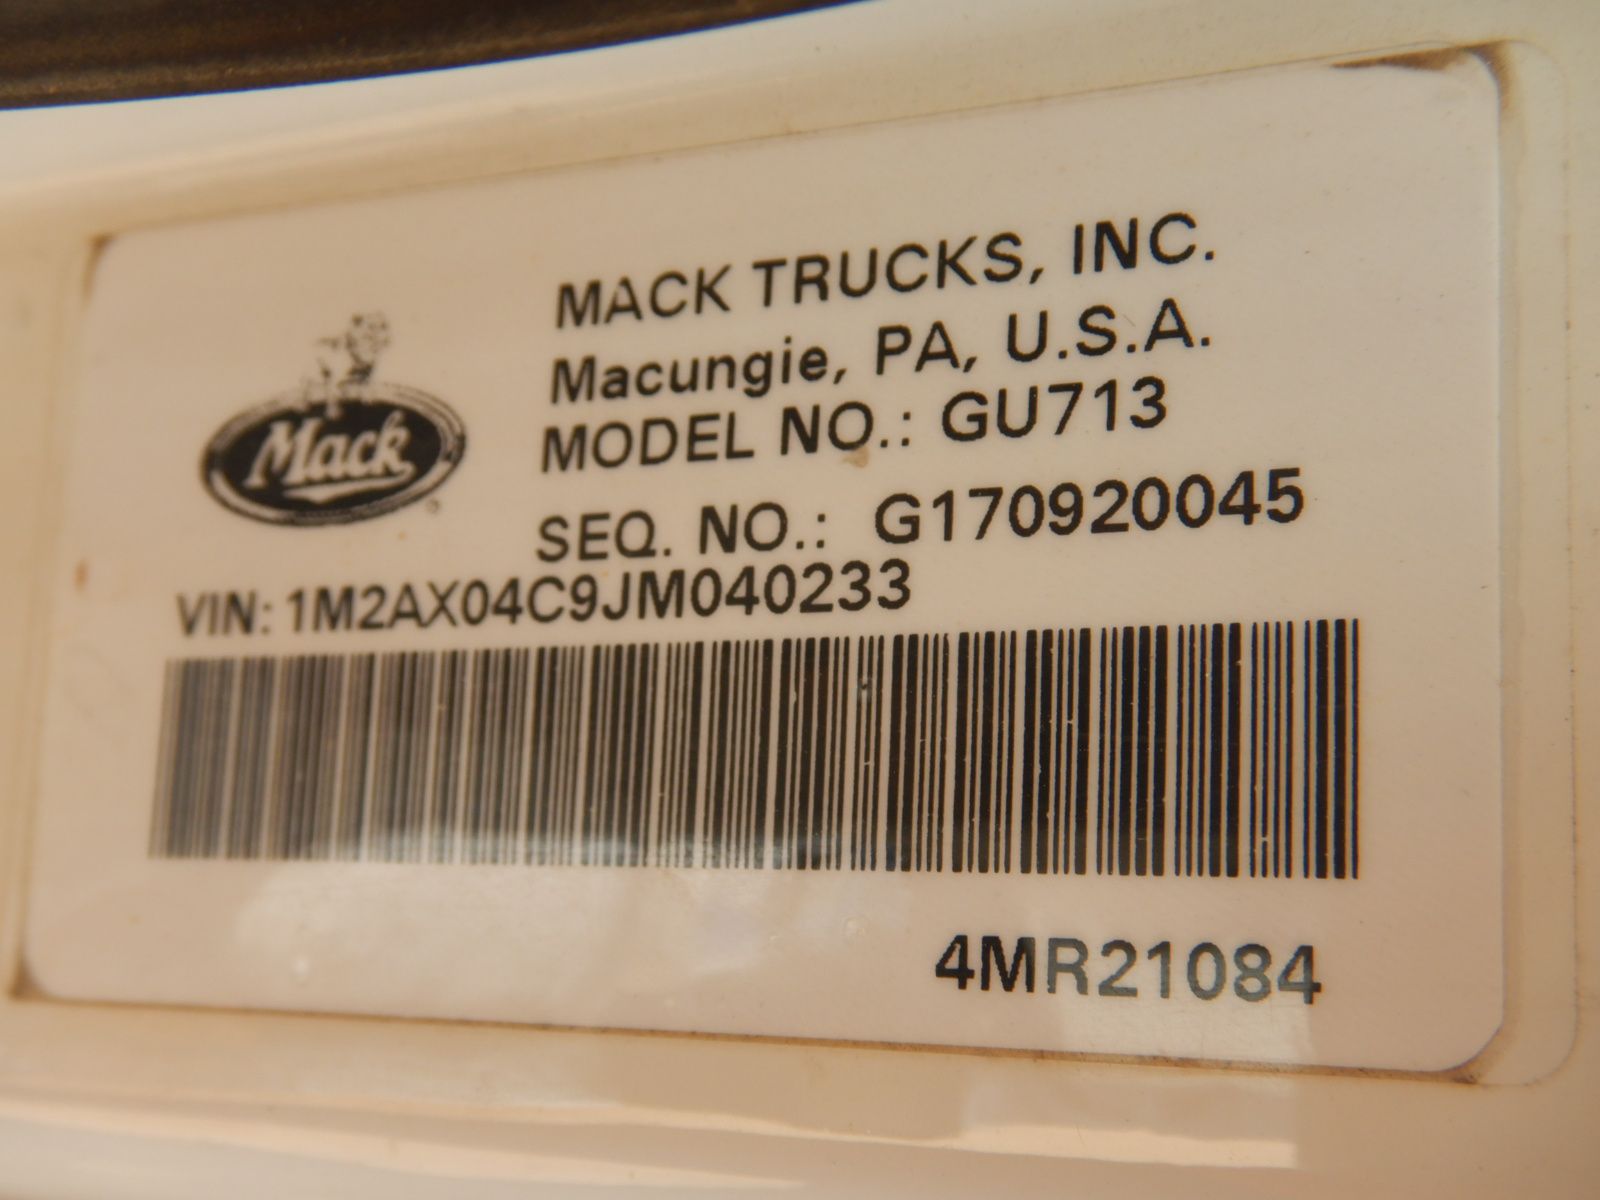 MACK TRUCKS, INC.
Macungie, PA, U.S.A.
Mack
MODEL NO.: GU713
SEQ. NO.: G170920045
VIN: 1M2AX04C9JM040233
4MR21084